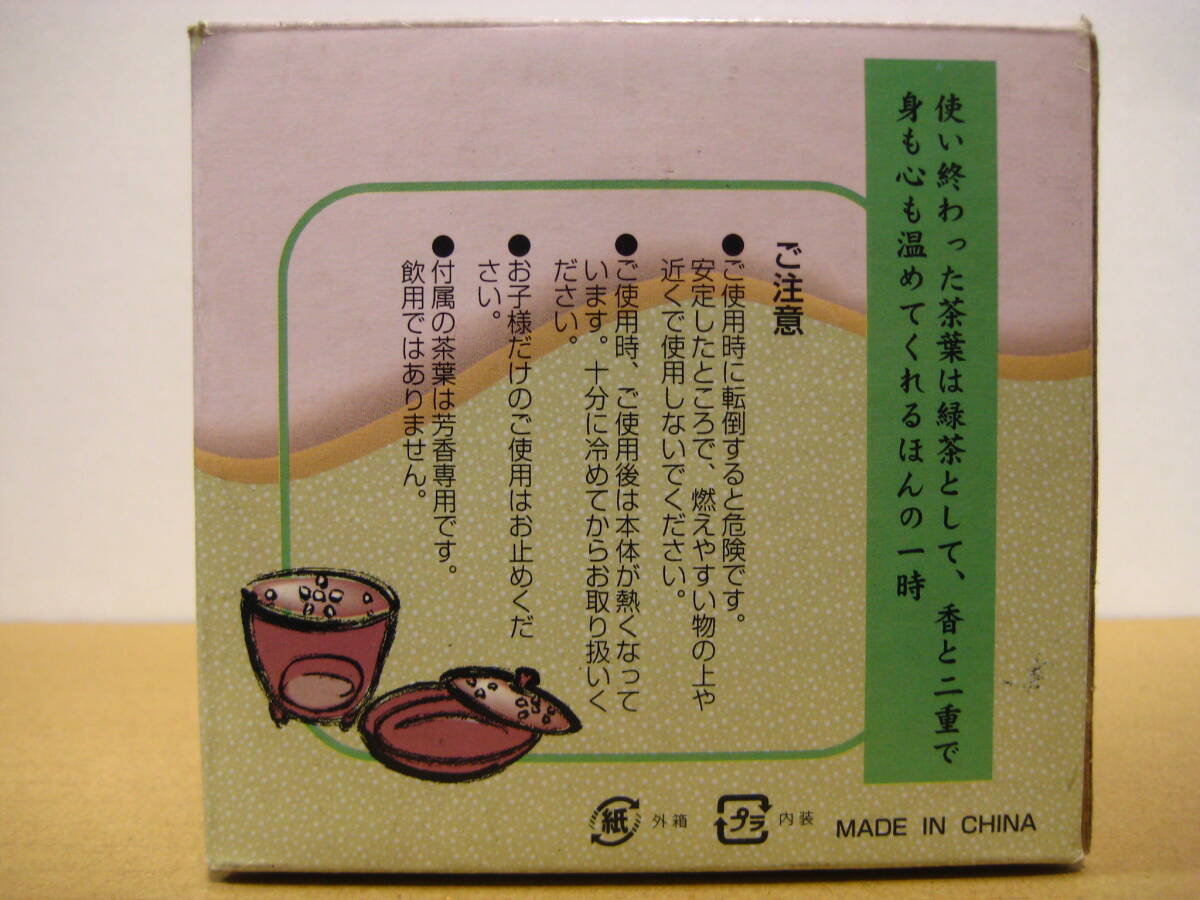 使い終わった茶葉は緑茶として、香と二重で
身も心も温めてくれるほんの一時
ご注意
●ご使用時に転倒すると危険です。
安定したところで、燃えやすい物の上や
近くで使用しないでください。
●ご使用時、ご使用後は本体が熱くなって
います。十分に冷めてからお取り扱いく
ださい。
●お子様だけのご使用はお止めくだ
さい。
●付属の茶葉は芳香専用です。
飲用ではありません。
紙 外箱 プラ 内装 MADE IN CHINA